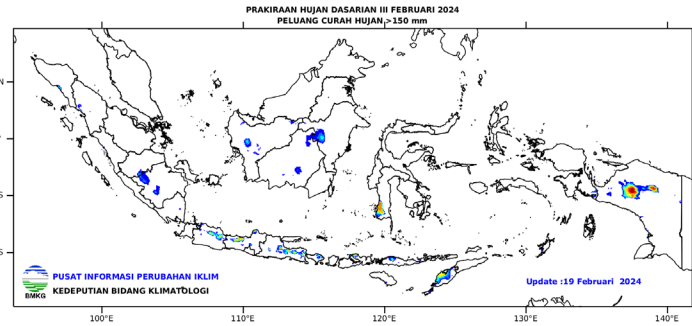 PRAKIRAAN HUJAN DASARIAN III FEBRUARI 2024
PELUANG CURAH HUJAN >150 mm
N
S
S
BMKG
PUSAT INFORMASI PERUBAHAN IKLIM
KEDEPUTIAN BIDANG KLIMATOLOGI
Update :19 Februari 2024
100°E 110°E 120°E 130°E 140°E